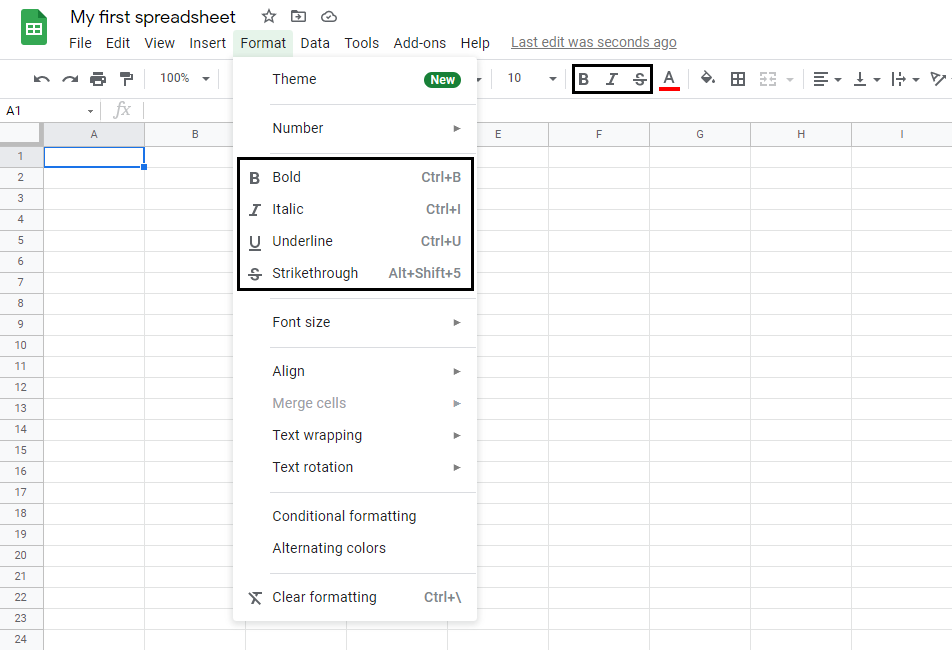 My first spreadsheet
File Edit View Insert Format Data Tools Add-ons Help Last edit was seconds ago
100% 10 B I S A
A1 fx
A B E F G H I
Theme New
Number
B Bold Ctrl+B
I Italic Ctrl+I
U Underline Ctrl+U
S Strikethrough Alt+Shift+5
Font size
Align
Merge cells
Text wrapping
Text rotation
Conditional formatting
Alternating colors
Clear formatting Ctrl+\
1
2
3
4
5
6
7
8
9
10
11
12
13
14
15
16
17
18
19
20
21
22
23
24